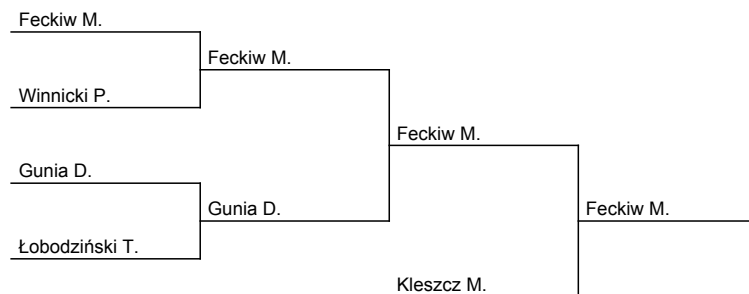 Feckiw M.
Feckiw M.
Winnicki P.
Feckiw M.
Gunia D.
Feckiw M.
Gunia D.
Łobodziński T.
Kleszcz M.